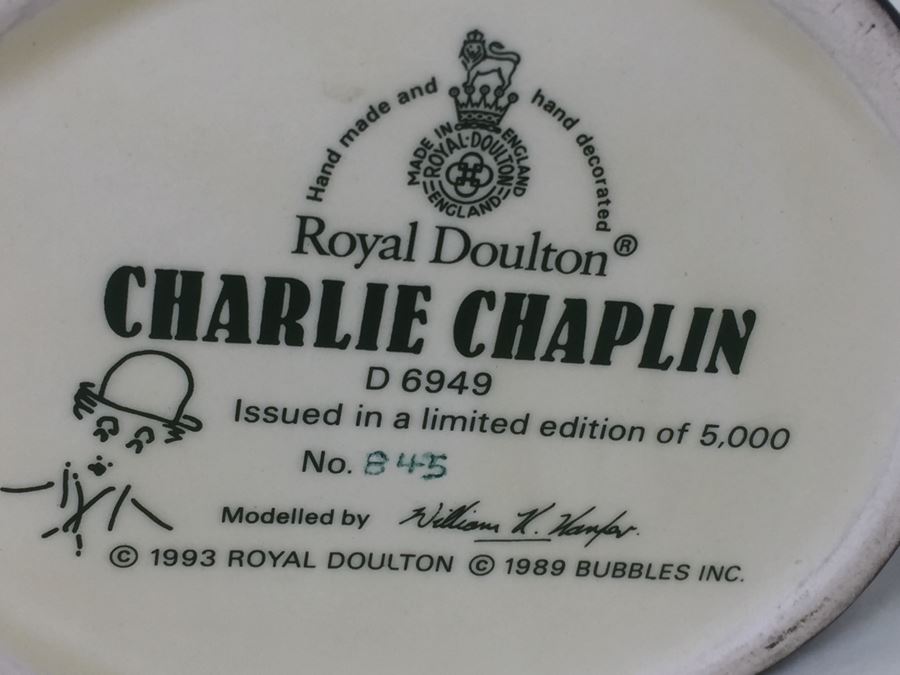 Hand made and hand decorated
MADE IN ENGLAND
ROYAL·DOULTON
ENGLAND
Royal Doulton®
CHARLIE CHAPLIN
D 6949
Issued in a limited edition of 5,000
No. 845
Modelled by William K. Harper.
© 1993 ROYAL DOULTON © 1989 BUBBLES INC.